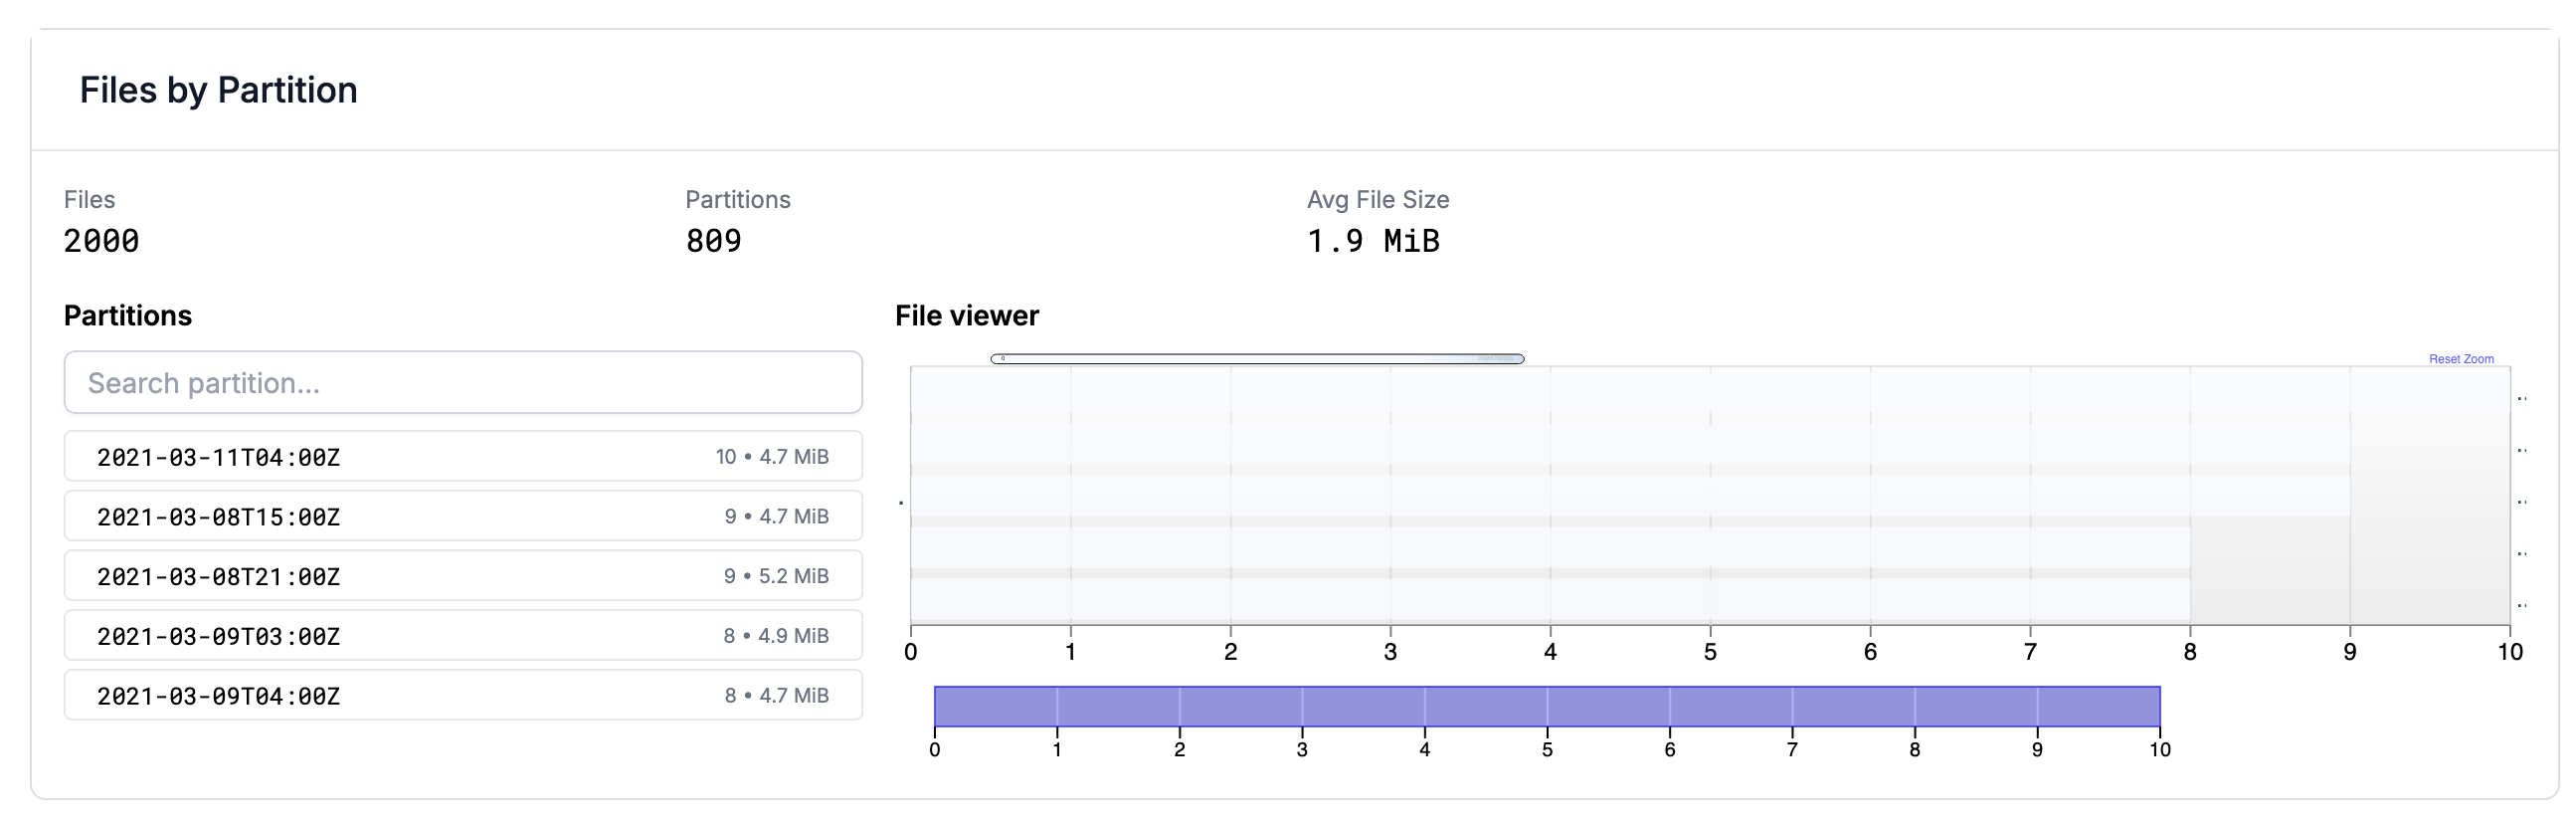 Files by Partition
Files
2000
Partitions
809
Avg File Size
1.9 MiB
Partitions
Search partition...
2021-03-11T04:00Z 10 • 4.7 MiB
2021-03-08T15:00Z 9 • 4.7 MiB
2021-03-08T21:00Z 9 • 5.2 MiB
2021-03-09T03:00Z 8 • 4.9 MiB
2021-03-09T04:00Z 8 • 4.7 MiB
File viewer
Reset Zoom
0 1 2 3 4 5 6 7 8 9 10
0 1 2 3 4 5 6 7 8 9 10